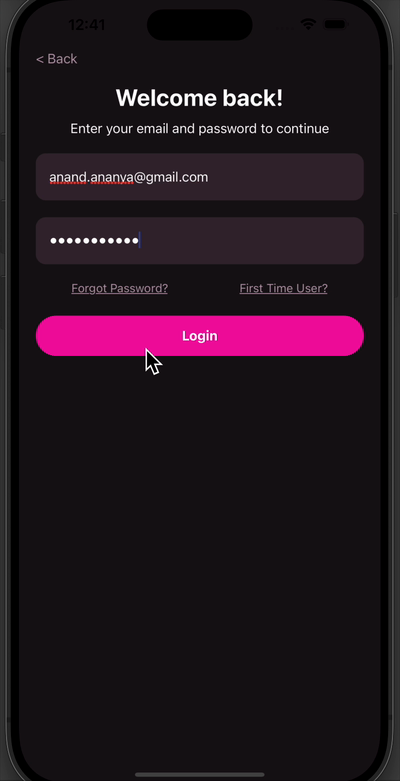 12:41
< Back
Welcome back!
Enter your email and password to continue
anand.ananya@gmail.com
●●●●●●●●●●●
Forgot Password? First Time User?
Login